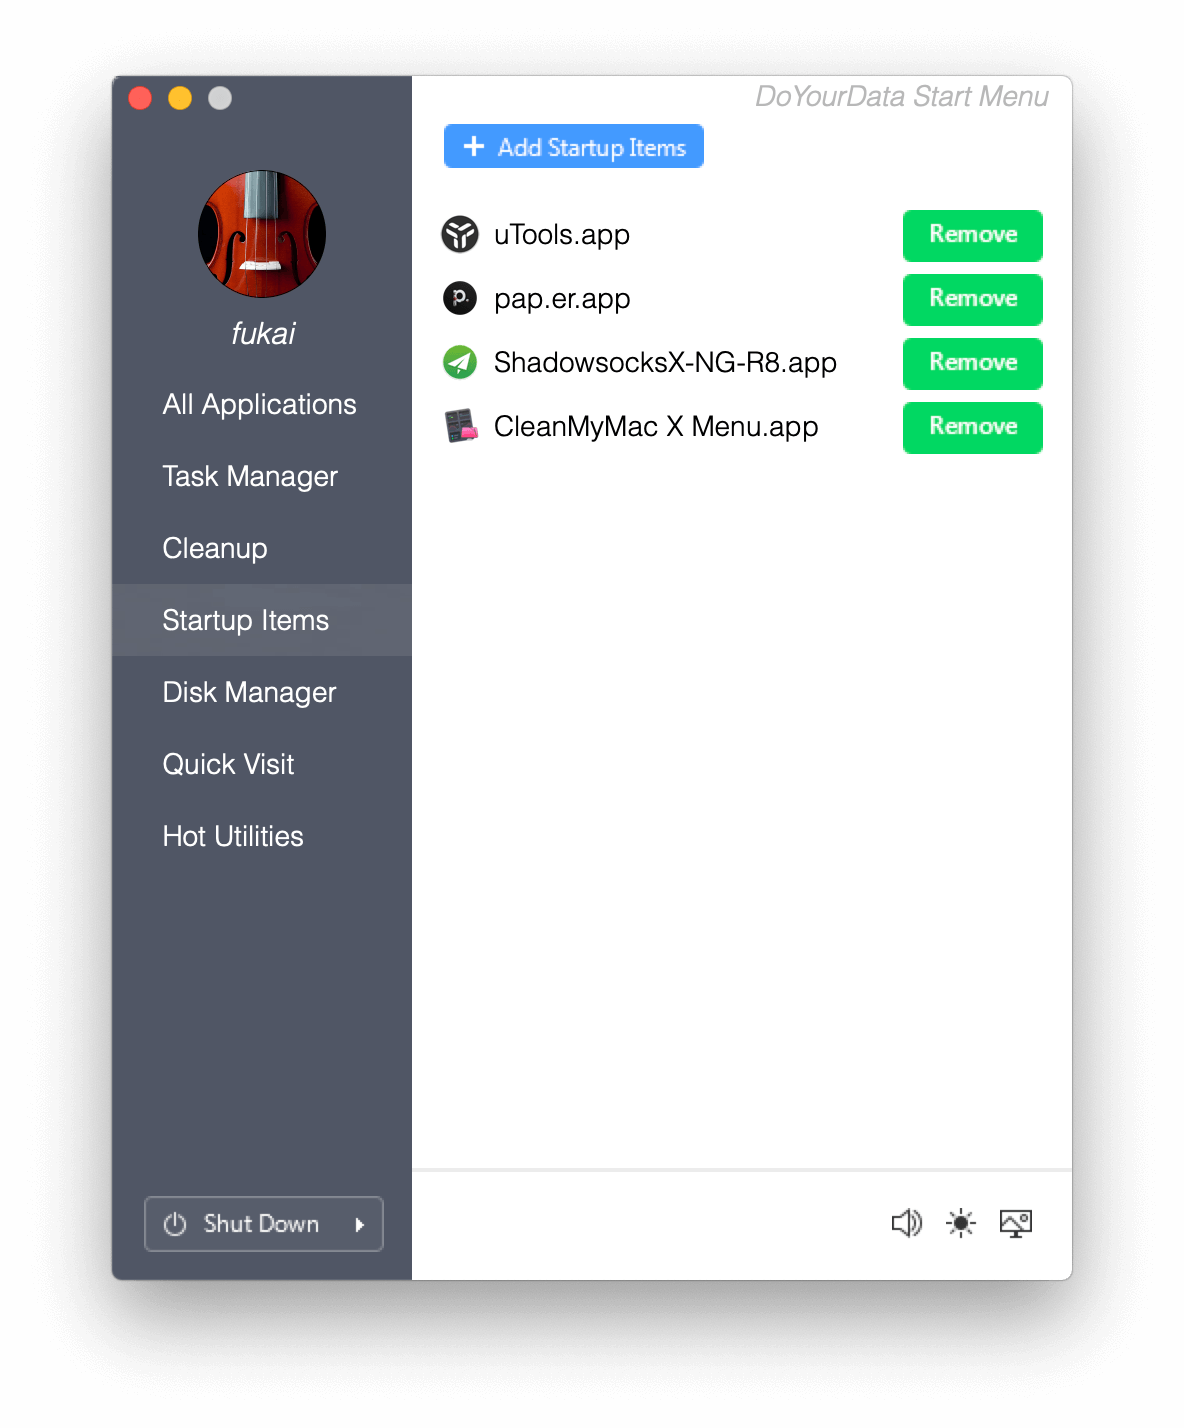 DoYourData Start Menu
+ Add Startup Items
fukai
All Applications
Task Manager
Cleanup
Startup Items
Disk Manager
Quick Visit
Hot Utilities
Shut Down
uTools.app
Remove
pap.er.app
Remove
ShadowsocksX-NG-R8.app
Remove
CleanMyMac X Menu.app
Remove